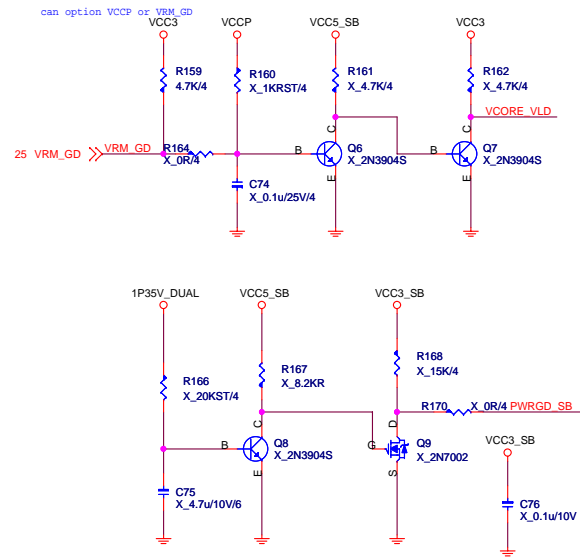 can option VCCP or VRM_GD
VCC3
VCCP
VCC5_SB
VCC3
R159
4.7K/4
R160
X_1KRST/4
R161
X_4.7K/4
R162
X_4.7K/4
VCORE_VLD
25 VRM_GD
VRM_GD
R164
X_0R/4
B
C
E
Q6
X_2N3904S
B
C
E
Q7
X_2N3904S
C74
X_0.1u/25V/4
1P35V_DUAL
VCC5_SB
VCC3_SB
R166
X_20KST/4
R167
X_8.2KR
R168
X_15K/4
R170
X_0R/4
PWRGD_SB
B
C
E
Q8
X_2N3904S
G
D
S
Q9
X_2N7002
VCC3_SB
C75
X_4.7u/10V/6
C76
X_0.1u/10V